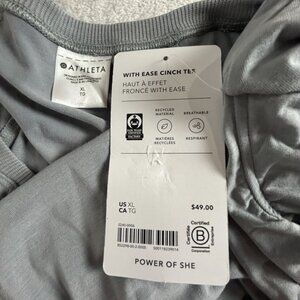 ATHLETA
XL
TG
WITH EASE CINCH TEE
HAUT À EFFET
FRONCÉ WITH EASE
RECYCLED
MATERIAL
BREATHABLE
MATIÈRES
RECYCLÉES
RESPIRANT
US XL
CA TG
$49.00
Certified
B
Corporation
POWER OF SHE